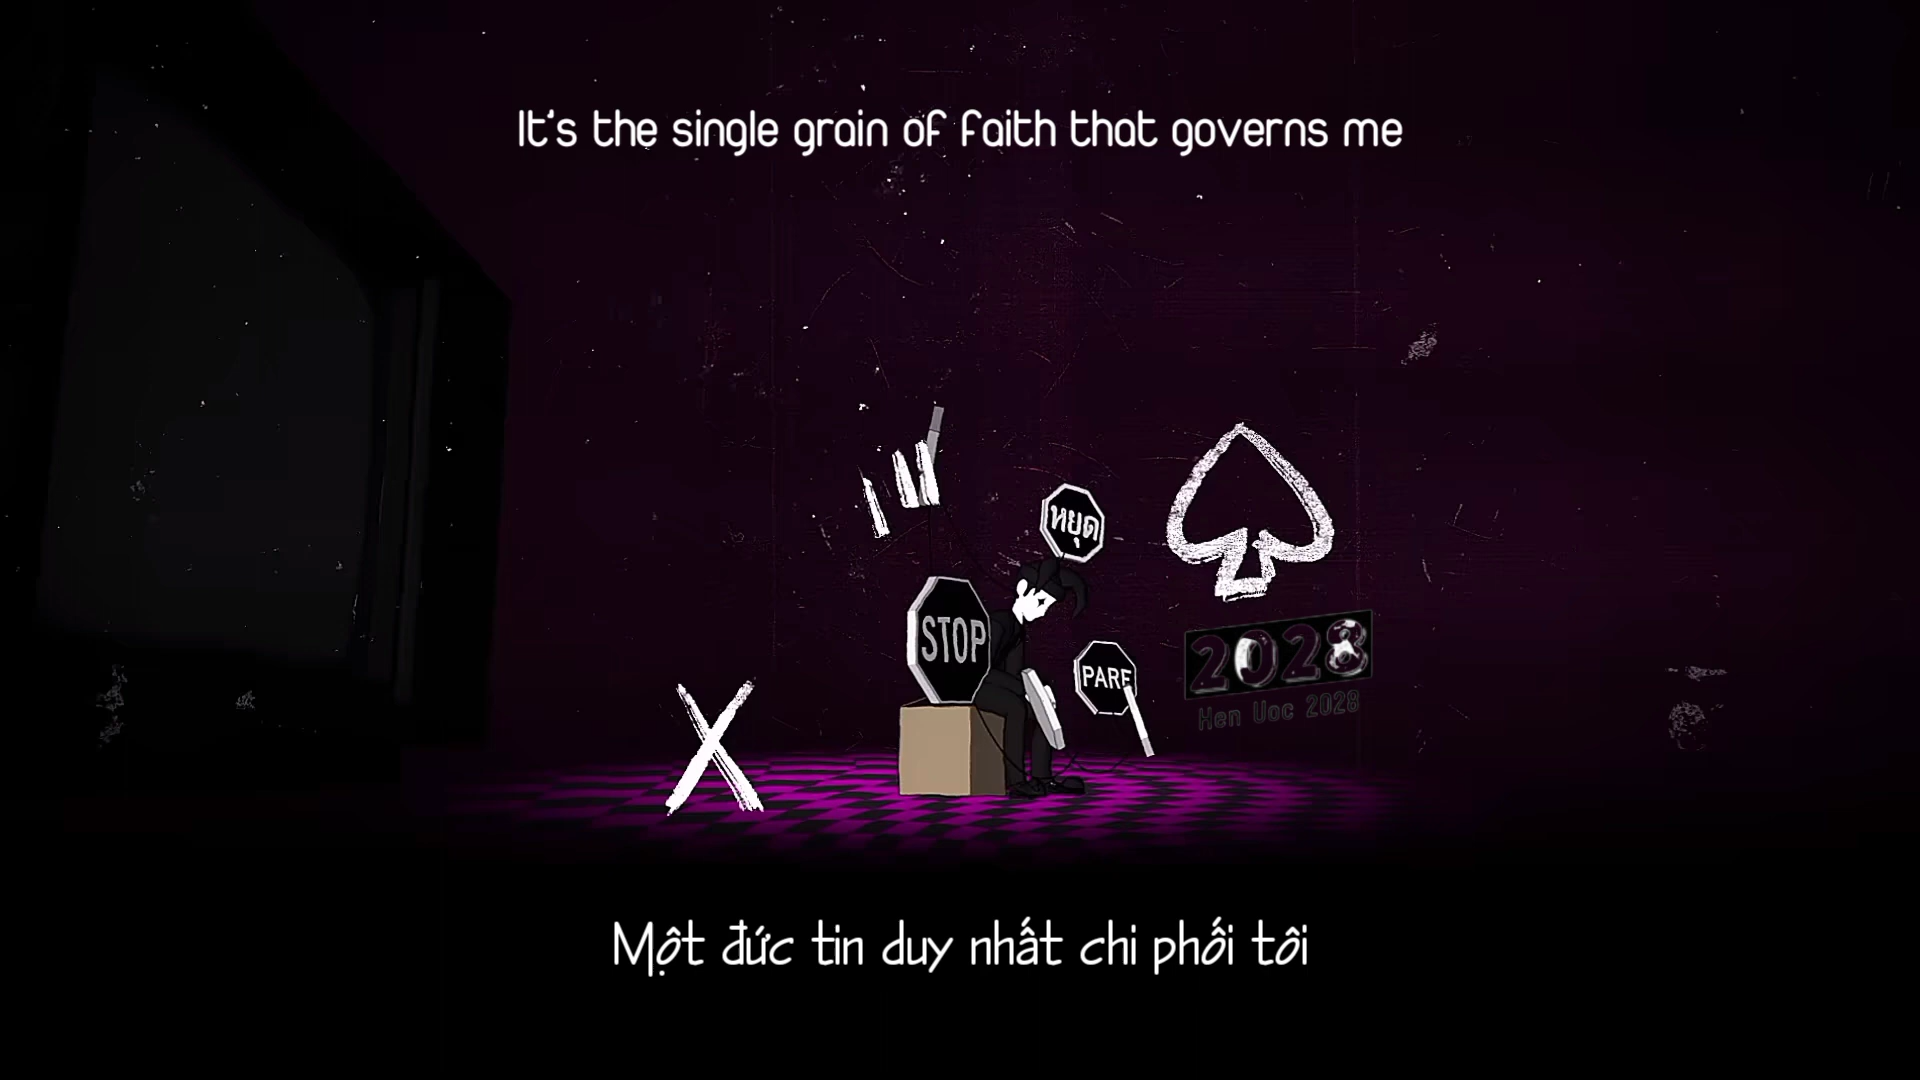 It's the single grain of faith that governs me
หยุด
STOP
PARE
2028
Hen Uoc 2028
X
Một đức tin duy nhất chi phối tôi